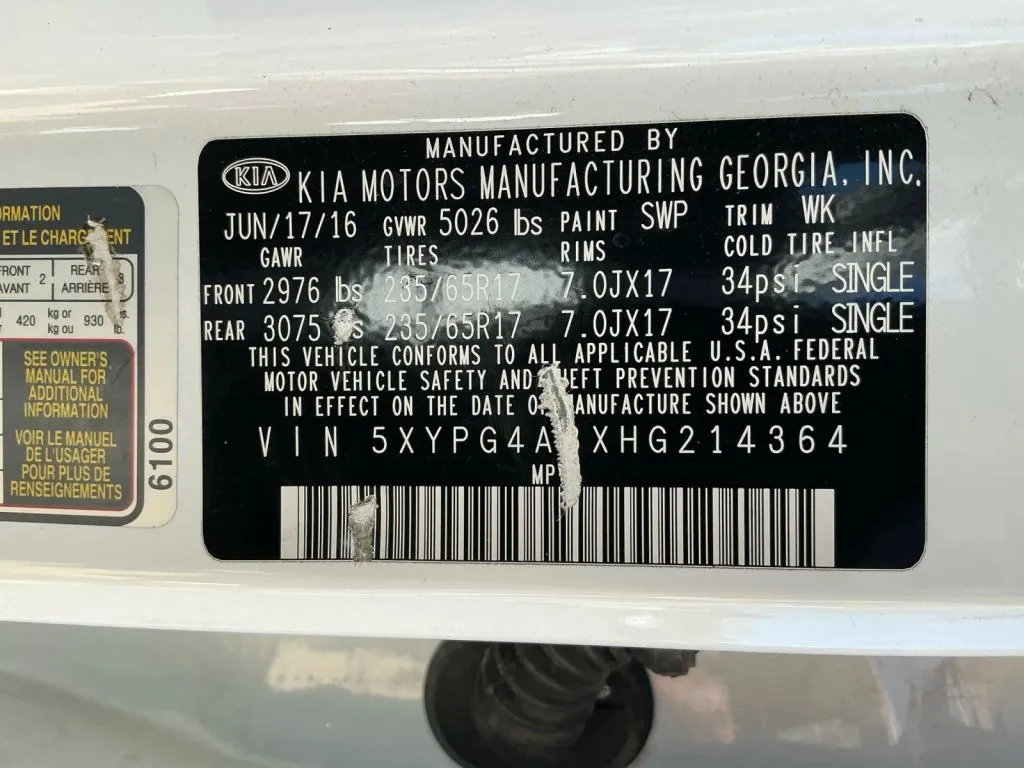 MANUFACTURED BY
KIA KIA MOTORS MANUFACTURING GEORGIA, INC.
JUN/17/16 GVWR 5026 lbs PAINT SWP TRIM WK
GAWR TIRES RIMS COLD TIRE INFL
FRONT 2976 lbs 235/65R17 7.0JX17 34psi SINGLE
REAR 3075 235/65R17 7.0JX17 34psi SINGLE
THIS VEHICLE CONFORMS TO ALL APPLICABLE U.S.A. FEDERAL
MOTOR VEHICLE SAFETY AND PREVENTION STANDARDS
IN EFFECT ON THE DATE MANUFACTURE SHOWN ABOVE
VIN 5XYPG4A XHG214364
MP
ET LE
FRONT 2 REAR
AVANT ARRIÈRE
420 kg or 930
kg ou lb.
SEE OWNER'S
MANUAL FOR
ADDITIONAL
INFORMATION
VOIR LE MANUEL
DE L'USAGER
POUR PLUS DE
RENSEIGNEMENTS
6100